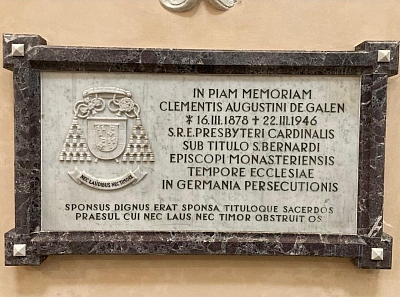 IN PIAM MEMORIAM
CLEMENTIS AUGUSTINI DE GALEN
* 16.III.1878 + 22.III.1946
S.R.E.PRESBYTERI CARDINALIS
SUB TITULO S.BERNARDI
EPISCOPI MONASTERIENSIS
TEMPORE ECCLESIAE
IN GERMANIA PERSECUTIONIS
NEC LAUDIBUS NEC TIMORE
SPONSUS DIGNUS ERAT SPONSA TITULOQUE SACERDOS
PRAESUL CUI NEC LAUS NEC TIMOR OBSTRUIT OS